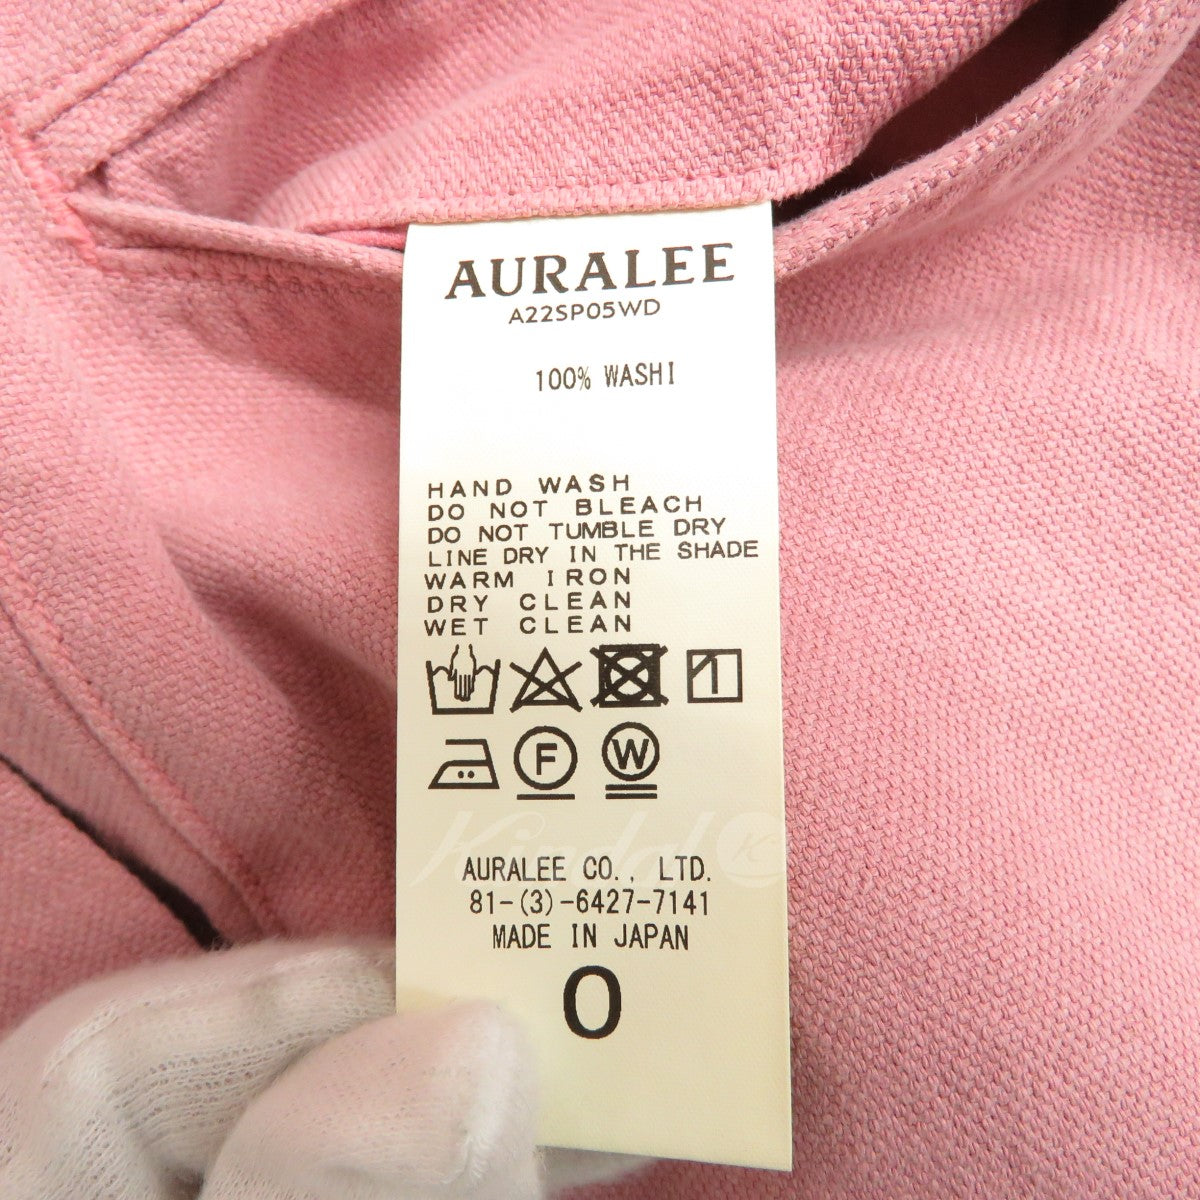 AURALEE
A22SP05WD
100% WASHI
HAND WASH
DO NOT BLEACH
DO NOT TUMBLE DRY
LINE DRY IN THE SHADE
WARM IRON
DRY CLEAN
WET CLEAN
F W
Kindal K
AURALEE CO., LTD.
81-(3)-6427-7141
MADE IN JAPAN
0